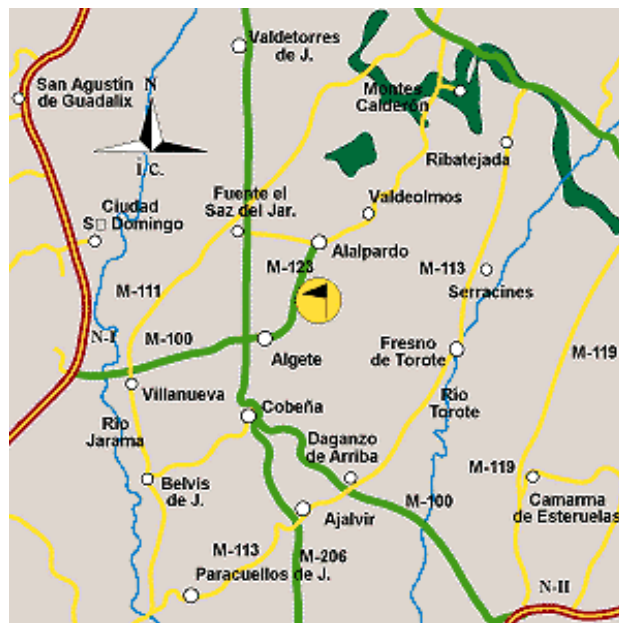 Valdetorres
de J.
San Agustín
de Guadalix
N
Montes
Calderón
I.C.
Ribatejada
Ciudad
Fuente el
Saz del Jar.
Valdeolmos
Domingo
Alalpardo
M-123
M-113
Serracines
M-111
N-I
M-100
Algete
Fresno
de Torote
M-119
Villanueva
Cobeña
Río
Torote
Río
Jarama
Daganzo
de Arriba
Belvis
de J.
M-119
M-100
Camarma
de Esteruelas
Ajalvir
M-113
M-206
Paracuellos de J.
N-II